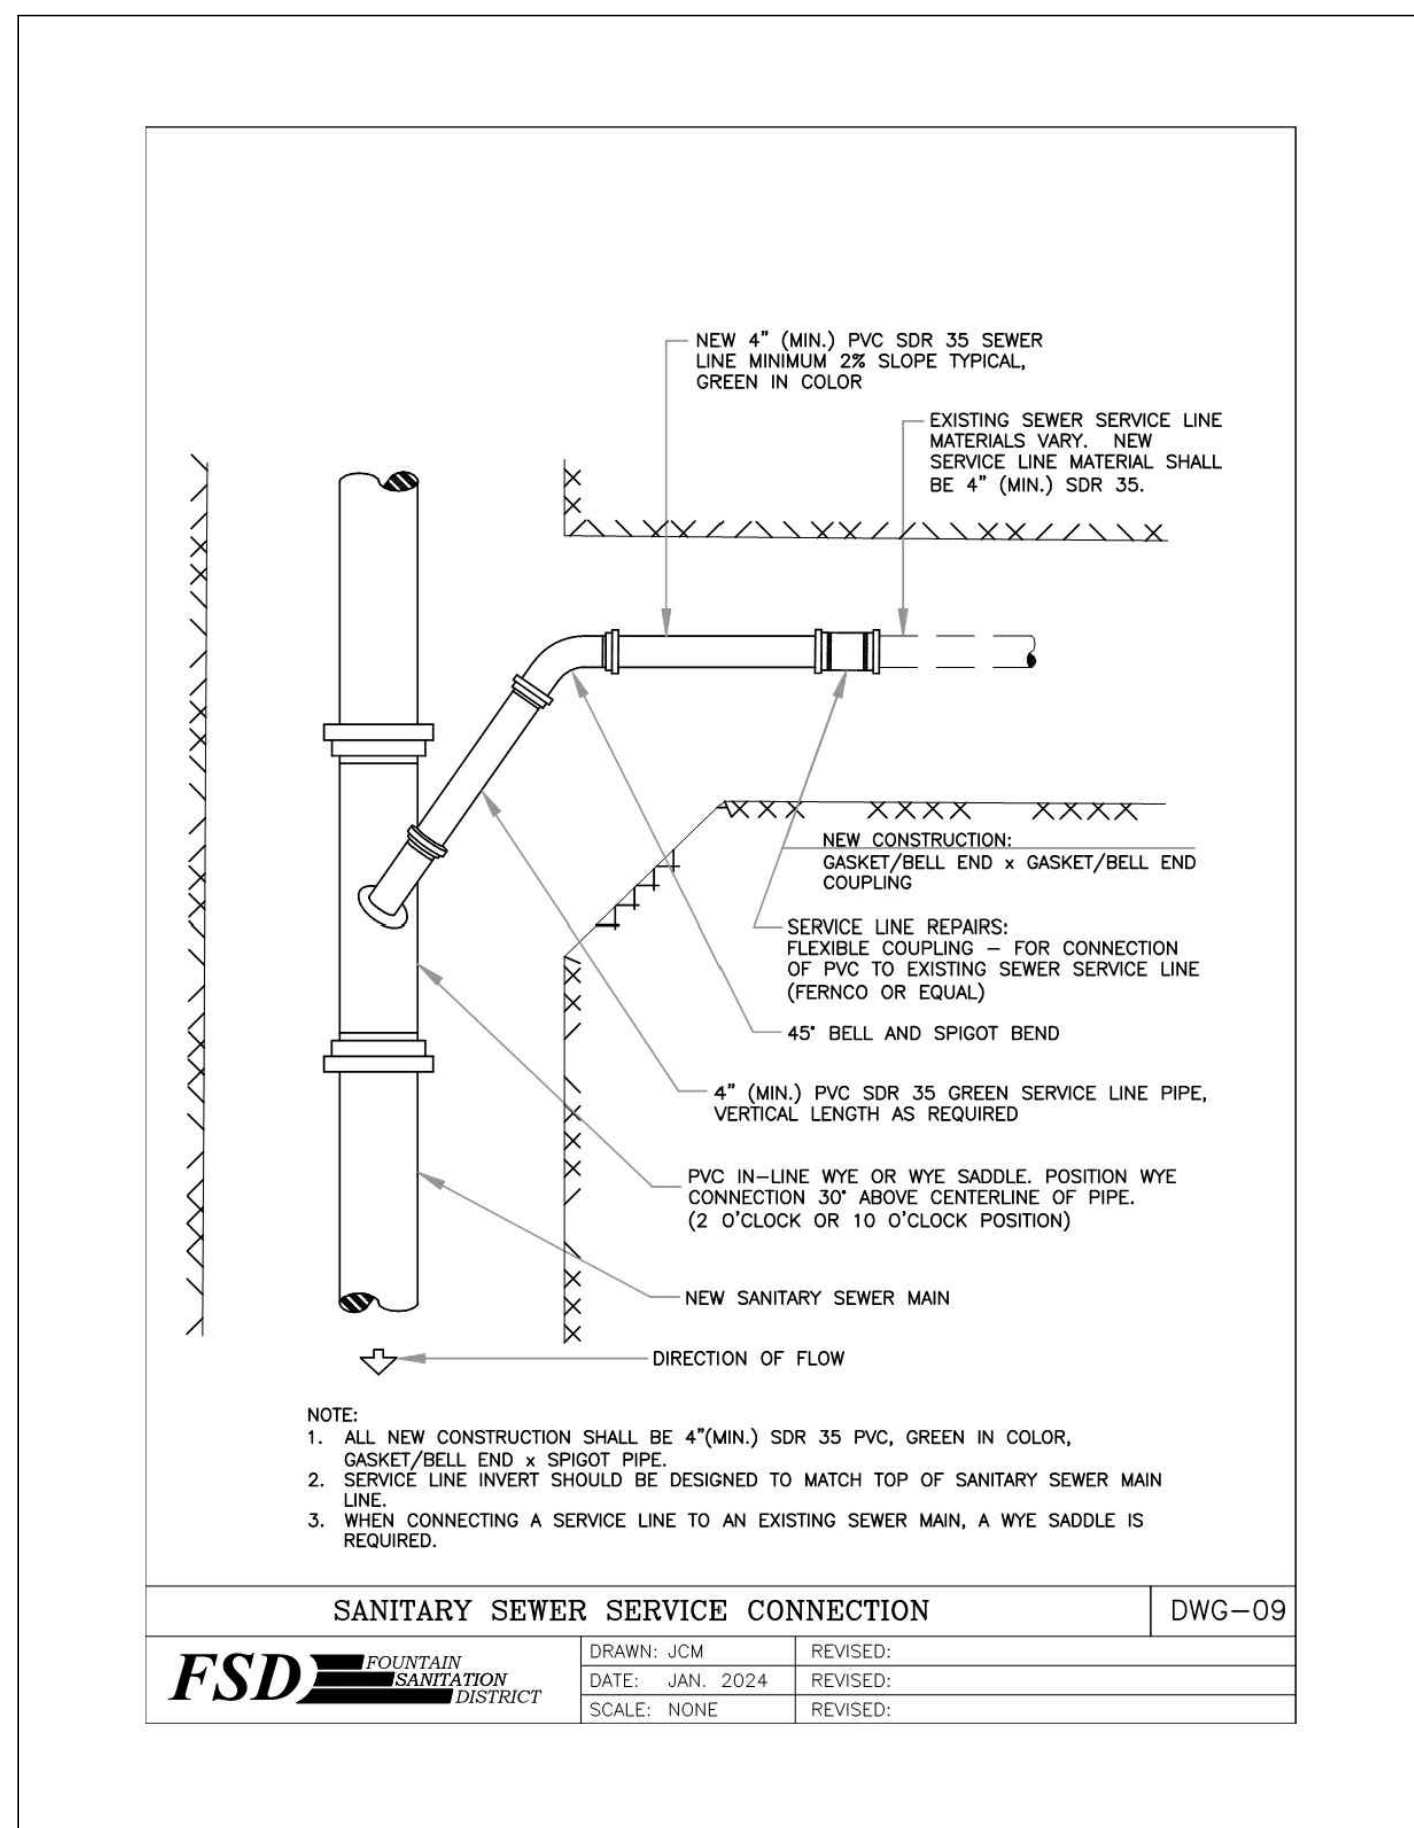 NEW 4" (MIN.) PVC SDR 35 SEWER
LINE MINIMUM 2% SLOPE TYPICAL,
GREEN IN COLOR
EXISTING SEWER SERVICE LINE
MATERIALS VARY. NEW
SERVICE LINE MATERIAL SHALL
BE 4" (MIN.) SDR 35.
NEW CONSTRUCTION:
GASKET/BELL END x GASKET/BELL END
COUPLING
SERVICE LINE REPAIRS:
FLEXIBLE COUPLING – FOR CONNECTION
OF PVC TO EXISTING SEWER SERVICE LINE
(FERNCO OR EQUAL)
45° BELL AND SPIGOT BEND
4" (MIN.) PVC SDR 35 GREEN SERVICE LINE PIPE,
VERTICAL LENGTH AS REQUIRED
PVC IN–LINE WYE OR WYE SADDLE. POSITION WYE
CONNECTION 30° ABOVE CENTERLINE OF PIPE.
(2 O'CLOCK OR 10 O'CLOCK POSITION)
NEW SANITARY SEWER MAIN
DIRECTION OF FLOW
NOTE:
1. ALL NEW CONSTRUCTION SHALL BE 4"(MIN.) SDR 35 PVC, GREEN IN COLOR,
GASKET/BELL END x SPIGOT PIPE.
2. SERVICE LINE INVERT SHOULD BE DESIGNED TO MATCH TOP OF SANITARY SEWER MAIN
LINE.
3. WHEN CONNECTING A SERVICE LINE TO AN EXISTING SEWER MAIN, A WYE SADDLE IS
REQUIRED.
SANITARY SEWER SERVICE CONNECTION
DWG–09
FSD FOUNTAIN
SANITATION
DISTRICT
DRAWN: JCM
REVISED:
DATE: JAN. 2024
REVISED:
SCALE: NONE
REVISED: